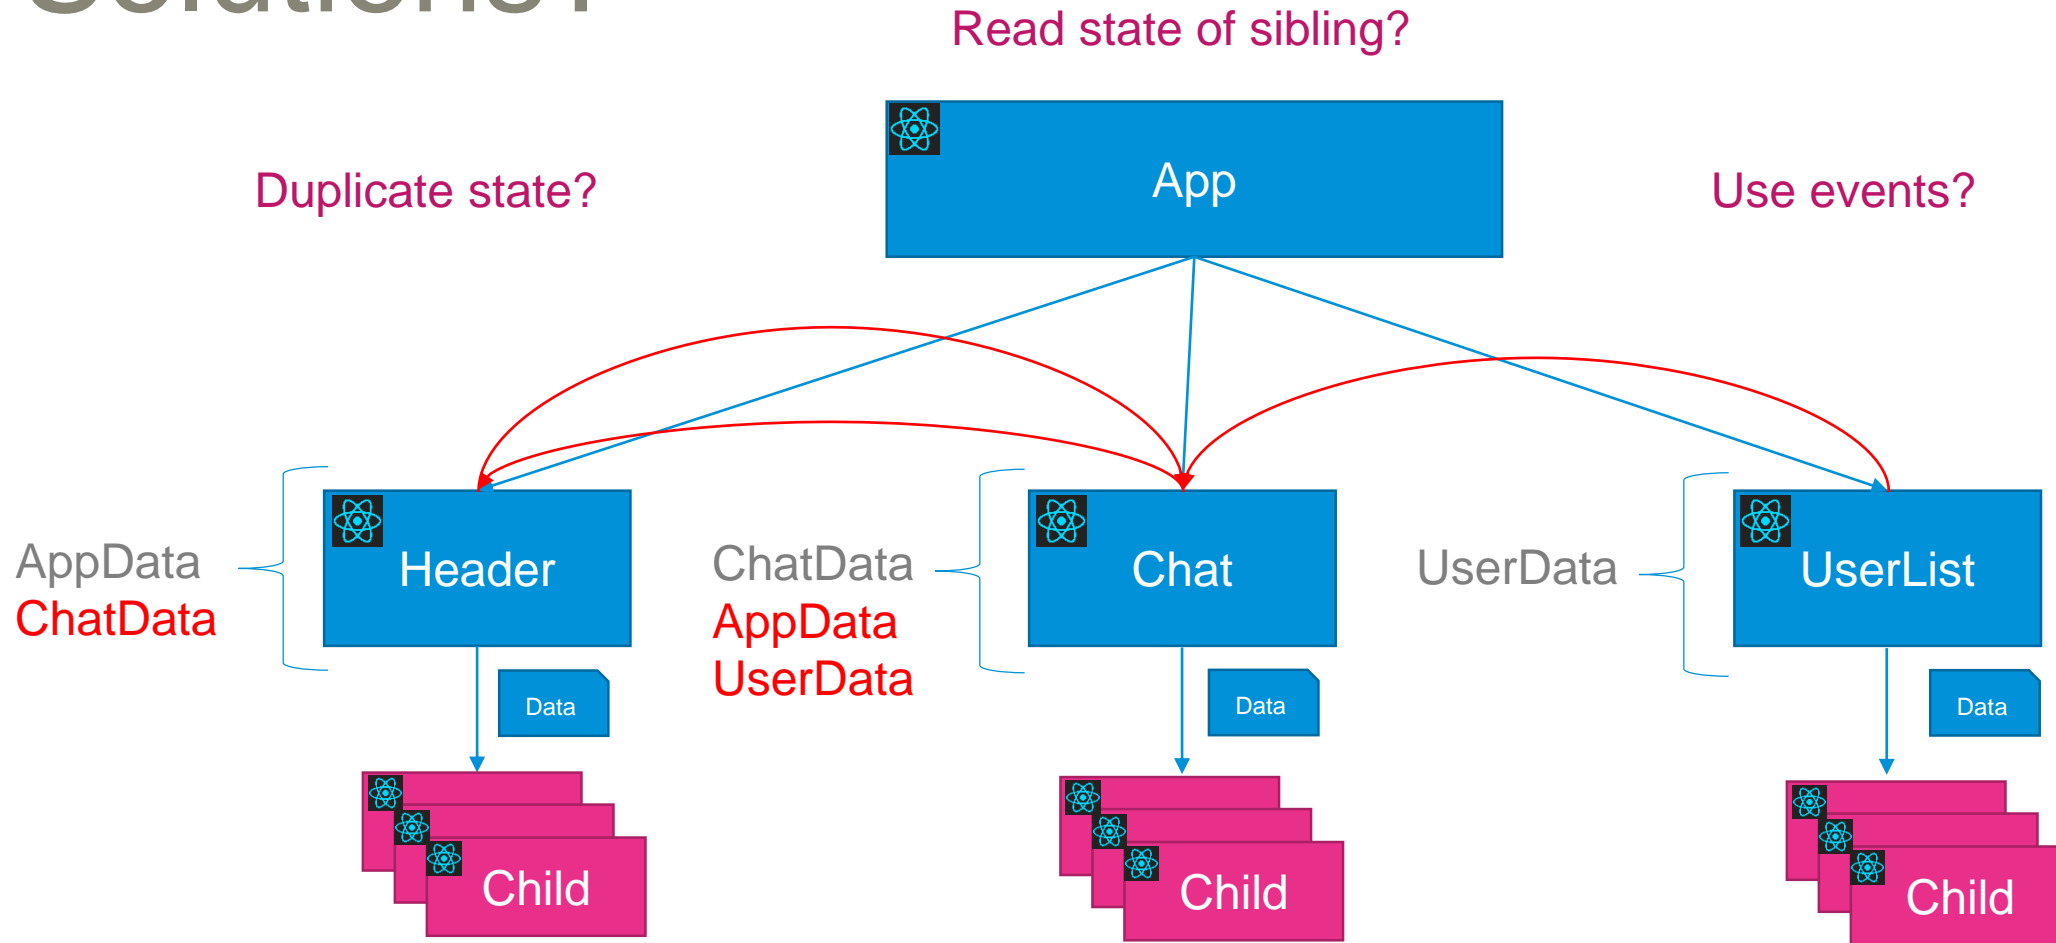 Solutions?
Read state of sibling?
Duplicate state?
App
Use events?
AppData
ChatData
Header
ChatData
AppData
UserData
Chat
UserData
UserList
Data
Data
Data
Child
Child
Child